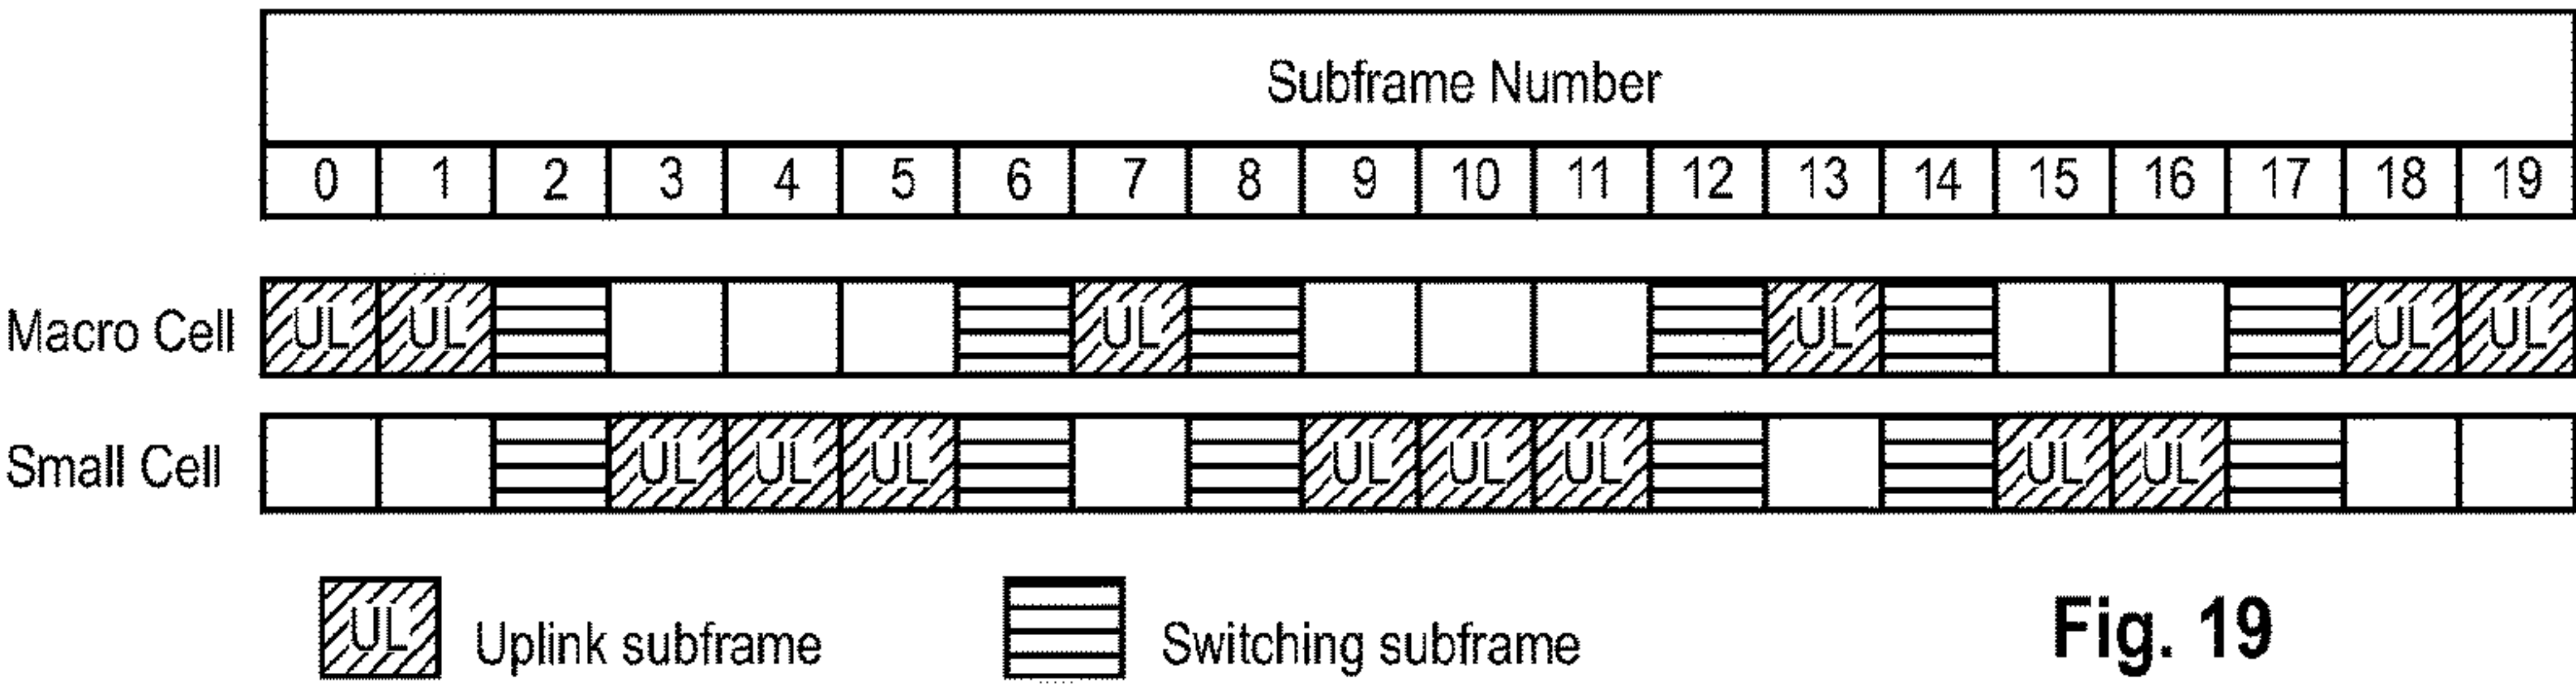 Subframe Number
0 1 2 3 4 5 6 7 8 9 10 11 12 13 14 15 16 17 18 19
Macro Cell UL UL UL UL UL UL
Small Cell UL UL UL UL UL UL UL UL
UL Uplink subframe Switching subframe
Fig. 19